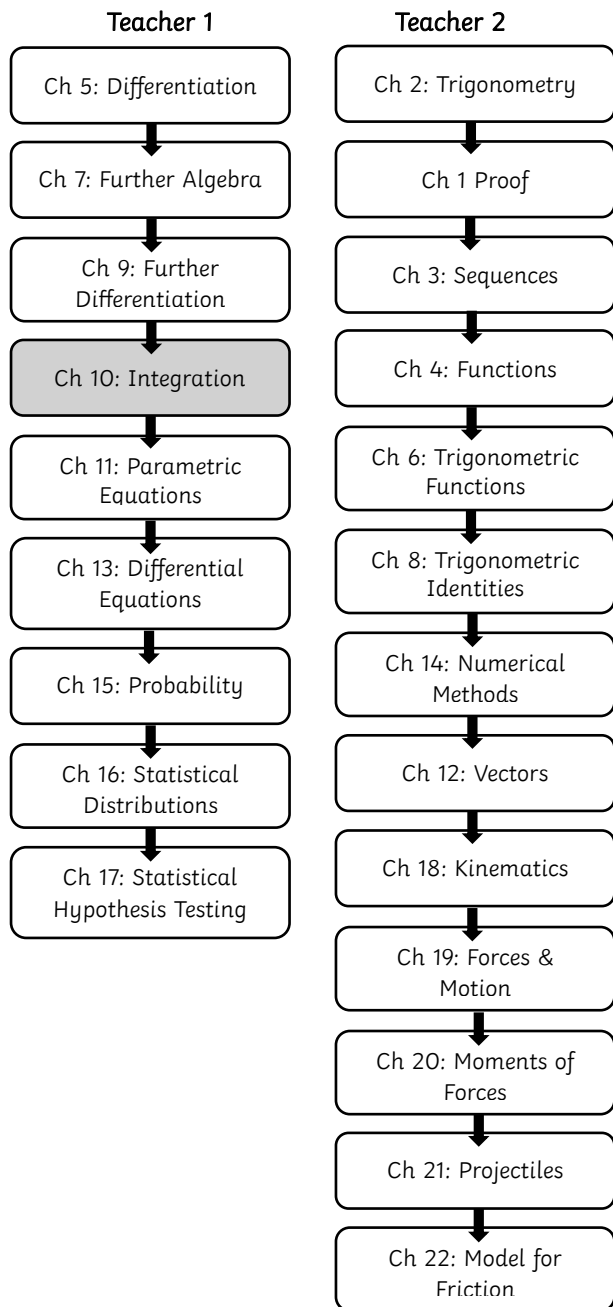 Teacher 1
Ch 5: Differentiation
Ch 7: Further Algebra
Ch 9: Further
Differentiation
Ch 10: Integration
Ch 11: Parametric
Equations
Ch 13: Differential
Equations
Ch 15: Probability
Ch 16: Statistical
Distributions
Ch 17: Statistical
Hypothesis Testing
Teacher 2
Ch 2: Trigonometry
Ch 1 Proof
Ch 3: Sequences
Ch 4: Functions
Ch 6: Trigonometric
Functions
Ch 8: Trigonometric
Identities
Ch 14: Numerical
Methods
Ch 12: Vectors
Ch 18: Kinematics
Ch 19: Forces &
Motion
Ch 20: Moments of
Forces
Ch 21: Projectiles
Ch 22: Model for
Friction